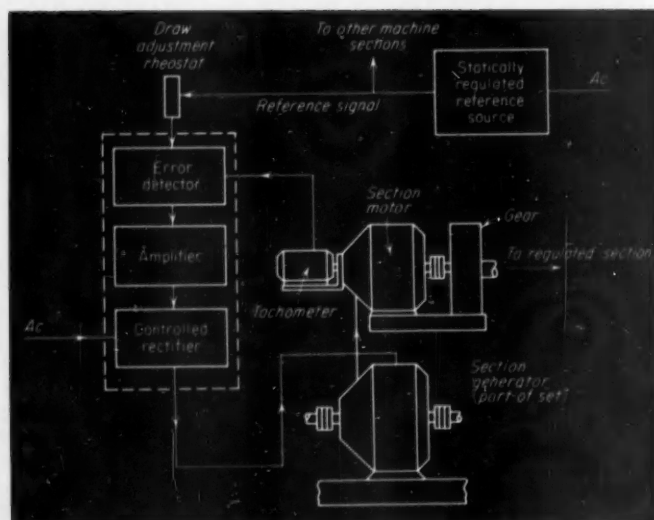 Draw
adjustment
rheostat
To other machine
sections
Statically
regulated
reference
source
Ac
Reference signal
Error
detector
Section
motor
Gear
To regulated section
Amplifier
Tachometer
Controlled
rectifier
Ac
Section
generator
(part of set)